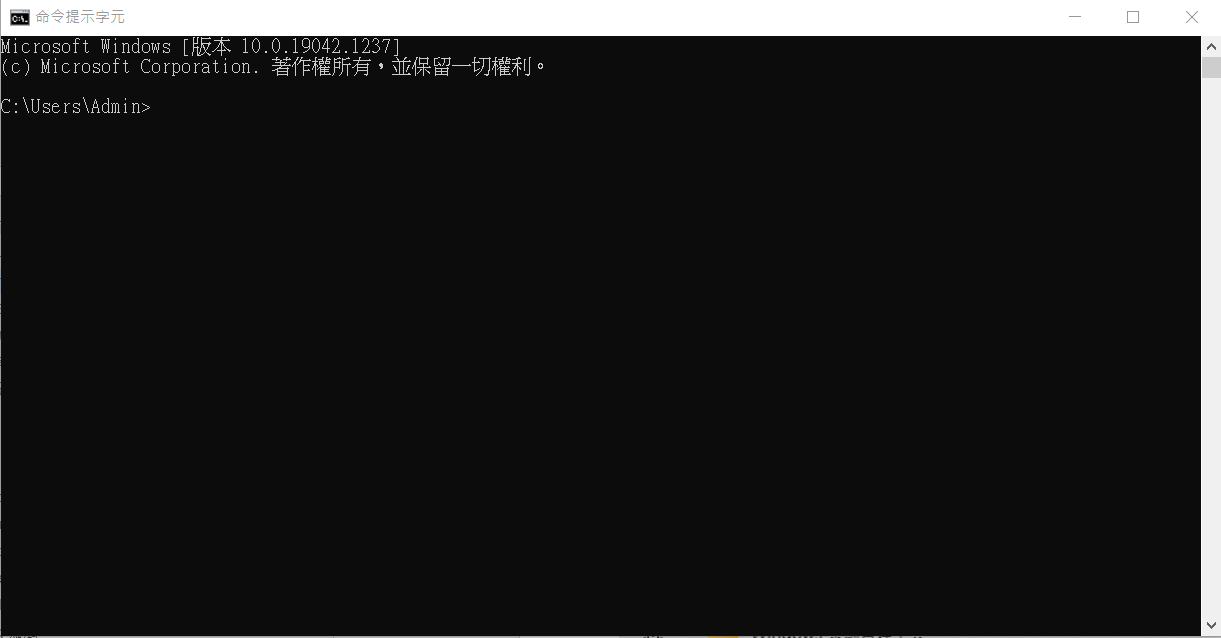 命令提示字元
Microsoft Windows [版本 10.0.19042.1237]
(c) Microsoft Corporation. 著作權所有，並保留一切權利。
C:\Users\Admin>